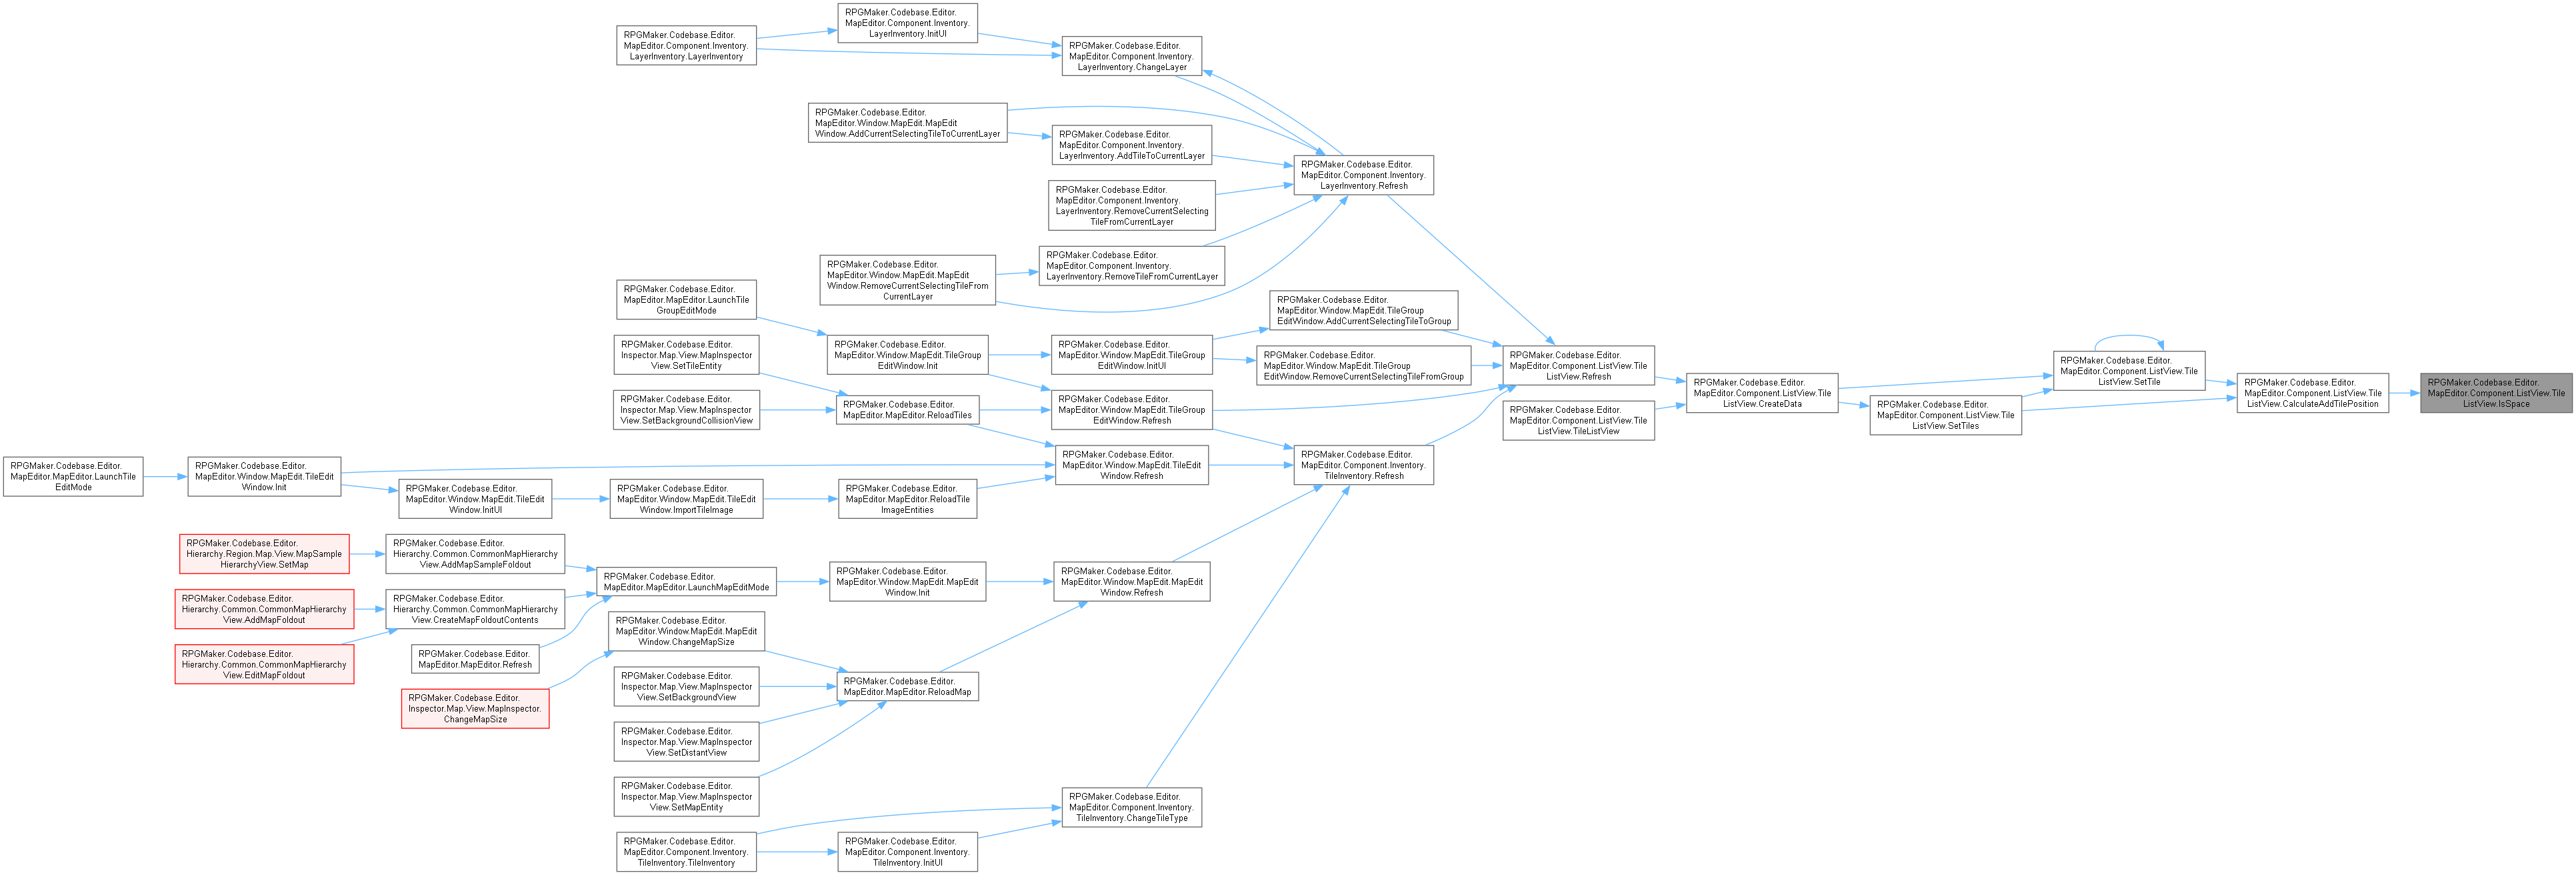 RPGMaker.Codebase.Editor.
MapEditor.Component.Inventory.
LayerInventory.InitUI
RPGMaker.Codebase.Editor.
MapEditor.Component.Inventory.
LayerInventory.LayerInventory
RPGMaker.Codebase.Editor.
MapEditor.Component.Inventory.
LayerInventory.ChangeLayer
RPGMaker.Codebase.Editor.
MapEditor.Window.MapEdit.MapEdit
Window.AddCurrentSelectingTileToCurrentLayer
RPGMaker.Codebase.Editor.
MapEditor.Component.Inventory.
LayerInventory.AddTileToCurrentLayer
RPGMaker.Codebase.Editor.
MapEditor.Component.Inventory.
LayerInventory.Refresh
RPGMaker.Codebase.Editor.
MapEditor.Component.Inventory.
LayerInventory.RemoveCurrentSelecting
TileFromCurrentLayer
RPGMaker.Codebase.Editor.
MapEditor.Component.Inventory.
LayerInventory.RemoveTileFromCurrentLayer
RPGMaker.Codebase.Editor.
MapEditor.Window.MapEdit.MapEdit
Window.RemoveCurrentSelectingTileFrom
CurrentLayer
RPGMaker.Codebase.Editor.
MapEditor.MapEditor.LaunchTile
GroupEditMode
RPGMaker.Codebase.Editor.
MapEditor.Window.MapEdit.TileGroup
EditWindow.AddCurrentSelectingTileToGroup
RPGMaker.Codebase.Editor.
Inspector.Map.View.MapInspector
View.SetTileEntity
RPGMaker.Codebase.Editor.
MapEditor.Window.MapEdit.TileGroup
EditWindow.Init
RPGMaker.Codebase.Editor.
MapEditor.Window.MapEdit.TileGroup
EditWindow.InitUI
RPGMaker.Codebase.Editor.
MapEditor.Window.MapEdit.TileGroup
EditWindow.RemoveCurrentSelectingTileFromGroup
RPGMaker.Codebase.Editor.
MapEditor.Component.ListView.Tile
ListView.Refresh
RPGMaker.Codebase.Editor.
MapEditor.Component.ListView.Tile
ListView.SetTile
RPGMaker.Codebase.Editor.
MapEditor.Component.ListView.Tile
ListView.CreateData
RPGMaker.Codebase.Editor.
MapEditor.Component.ListView.Tile
ListView.CalculateAddTilePosition
RPGMaker.Codebase.Editor.
MapEditor.Component.ListView.Tile
ListView.IsSpace
RPGMaker.Codebase.Editor.
Inspector.Map.View.MapInspector
View.SetBackgroundCollisionView
RPGMaker.Codebase.Editor.
MapEditor.MapEditor.ReloadTiles
RPGMaker.Codebase.Editor.
MapEditor.Window.MapEdit.TileGroup
EditWindow.Refresh
RPGMaker.Codebase.Editor.
MapEditor.Component.ListView.Tile
ListView.TileListView
RPGMaker.Codebase.Editor.
MapEditor.Component.ListView.Tile
ListView.SetTiles
RPGMaker.Codebase.Editor.
MapEditor.MapEditor.LaunchTile
EditMode
RPGMaker.Codebase.Editor.
MapEditor.Window.MapEdit.TileEdit
Window.Init
RPGMaker.Codebase.Editor.
MapEditor.Window.MapEdit.TileEdit
Window.Refresh
RPGMaker.Codebase.Editor.
MapEditor.Component.Inventory.
TileInventory.Refresh
RPGMaker.Codebase.Editor.
MapEditor.Window.MapEdit.TileEdit
Window.InitUI
RPGMaker.Codebase.Editor.
MapEditor.Window.MapEdit.TileEdit
Window.ImportTileImage
RPGMaker.Codebase.Editor.
MapEditor.MapEditor.ReloadTile
ImageEntities
RPGMaker.Codebase.Editor.
Hierarchy.Region.Map.View.MapSample
HierarchyView.SetMap
RPGMaker.Codebase.Editor.
Hierarchy.Common.CommonMapHierarchy
View.AddMapSampleFoldout
RPGMaker.Codebase.Editor.
MapEditor.MapEditor.LaunchMapEditMode
RPGMaker.Codebase.Editor.
MapEditor.Window.MapEdit.MapEdit
Window.Init
RPGMaker.Codebase.Editor.
MapEditor.Window.MapEdit.MapEdit
Window.Refresh
RPGMaker.Codebase.Editor.
Hierarchy.Common.CommonMapHierarchy
View.AddMapFoldout
RPGMaker.Codebase.Editor.
Hierarchy.Common.CommonMapHierarchy
View.CreateMapFoldoutContents
RPGMaker.Codebase.Editor.
MapEditor.Window.MapEdit.MapEdit
Window.ChangeMapSize
RPGMaker.Codebase.Editor.
Hierarchy.Common.CommonMapHierarchy
View.EditMapFoldout
RPGMaker.Codebase.Editor.
MapEditor.MapEditor.Refresh
RPGMaker.Codebase.Editor.
Inspector.Map.View.MapInspector
View.SetBackgroundView
RPGMaker.Codebase.Editor.
MapEditor.MapEditor.ReloadMap
RPGMaker.Codebase.Editor.
Inspector.Map.View.MapInspector.
ChangeMapSize
RPGMaker.Codebase.Editor.
Inspector.Map.View.MapInspector
View.SetDistantView
RPGMaker.Codebase.Editor.
Inspector.Map.View.MapInspector
View.SetMapEntity
RPGMaker.Codebase.Editor.
MapEditor.Component.Inventory.
TileInventory.ChangeTileType
RPGMaker.Codebase.Editor.
MapEditor.Component.Inventory.
TileInventory.TileInventory
RPGMaker.Codebase.Editor.
MapEditor.Component.Inventory.
TileInventory.InitUI